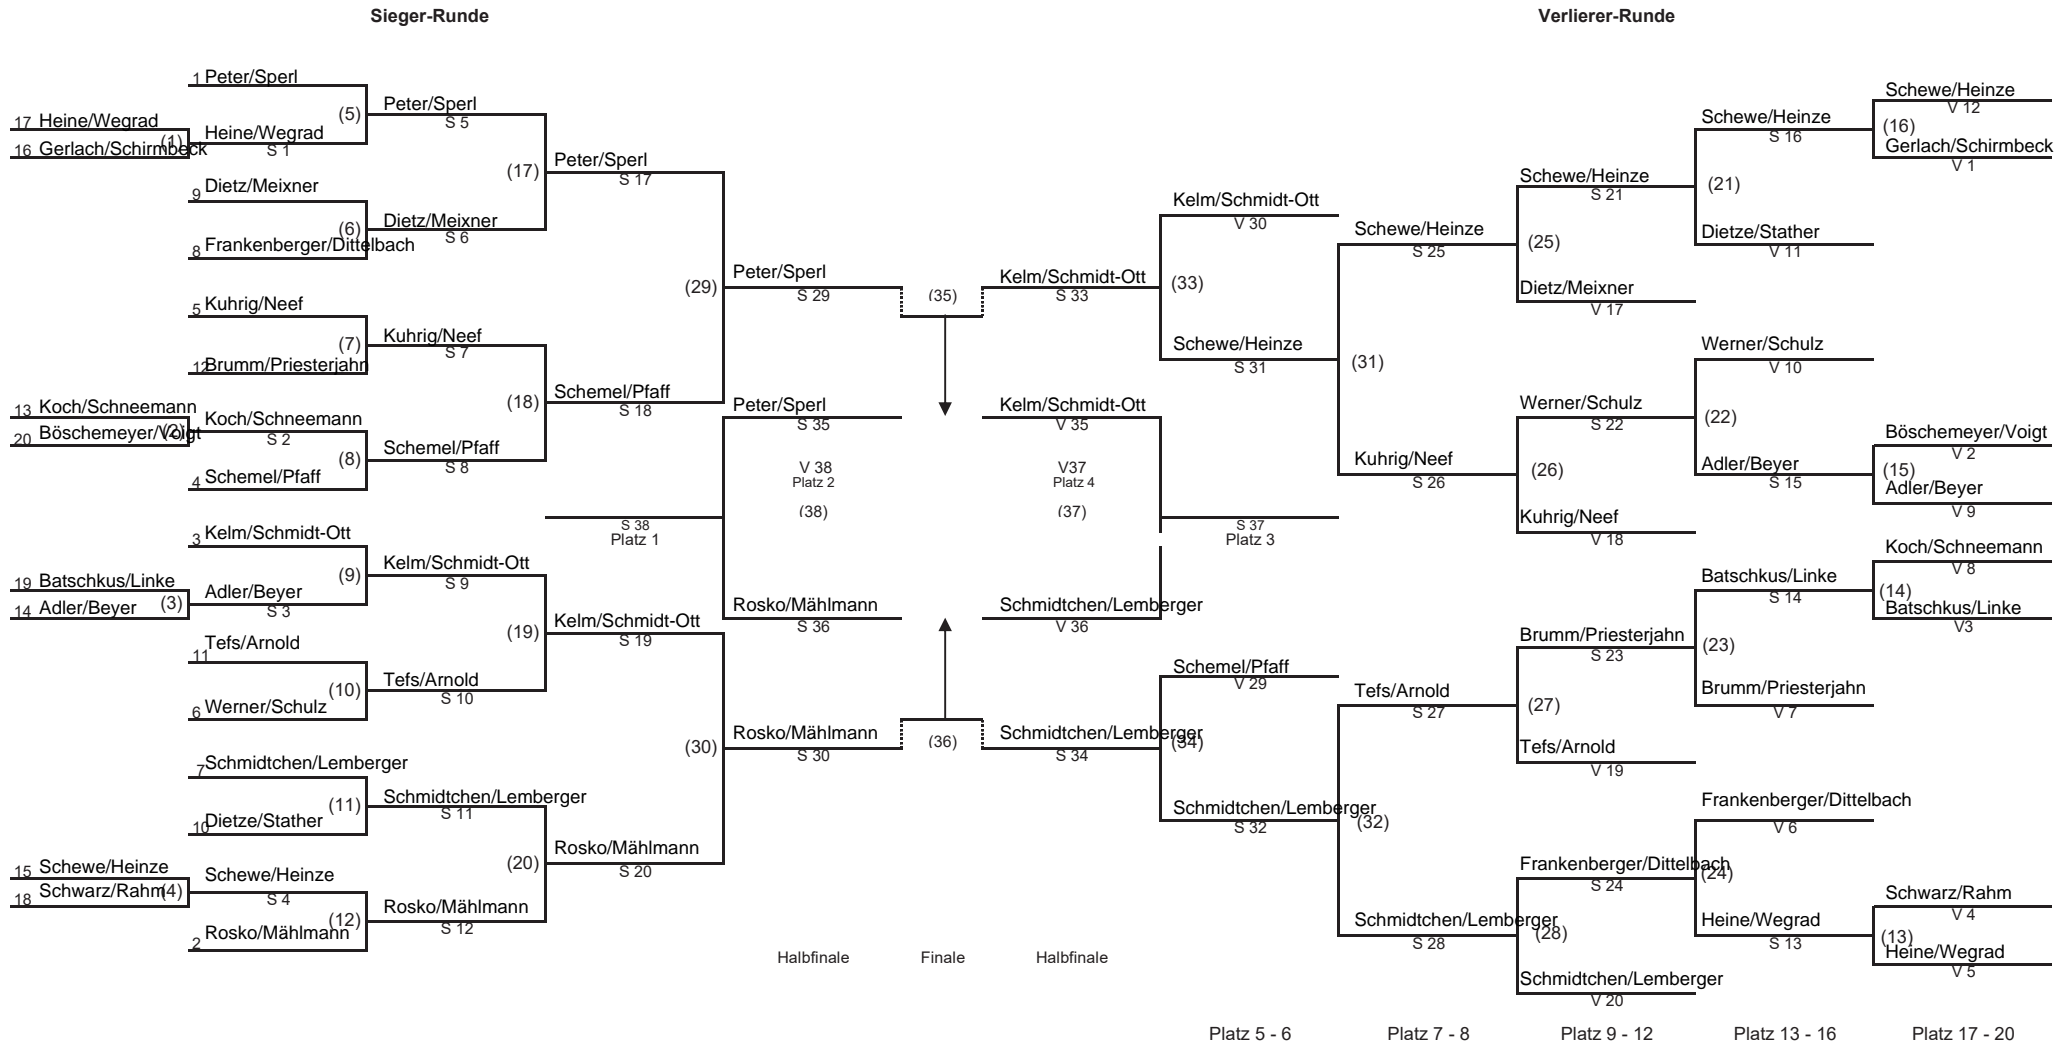 Sieger-Runde
Verlierer-Runde
1 Peter/Sperl
17 Heine/Wegrad
(1)
16 Gerlach/Schirmbeck
Heine/Wegrad
S 1
(5)
9 Dietz/Meixner
(6)
8 Frankenberger/Dittelbach
5 Kuhrig/Neef
(7)
12 Brumm/Priesterjahn
13 Koch/Schneemann
(2)
20 Böschemeyer/Voigt
Koch/Schneemann
S 2
(8)
4 Schemel/Pfaff
3 Kelm/Schmidt-Ott
(9)
19 Batschkus/Linke
(3)
14 Adler/Beyer
Adler/Beyer
S 3
11 Tefs/Arnold
(10)
6 Werner/Schulz
7 Schmidtchen/Lemberger
(11)
10 Dietze/Stather
15 Schewe/Heinze
(4)
18 Schwarz/Rahm
Schewe/Heinze
S 4
(12)
2 Rosko/Mählmann
Peter/Sperl
S 5
(17)
Dietz/Meixner
S 6
Kuhrig/Neef
S 7
(18)
Schemel/Pfaff
S 8
Kelm/Schmidt-Ott
S 9
(19)
Tefs/Arnold
S 10
Schmidtchen/Lemberger
S 11
(20)
Rosko/Mählmann
S 12
Peter/Sperl
S 17
(29)
Schemel/Pfaff
S 18
S 38
Platz 1
Kelm/Schmidt-Ott
S 19
(30)
Rosko/Mählmann
S 20
Peter/Sperl
S 29
Peter/Sperl
S 35
V 38
Platz 2
(38)
Rosko/Mählmann
S 36
Rosko/Mählmann
S 30
Halbfinale
(35)
(36)
Finale
Kelm/Schmidt-Ott
S 33
Kelm/Schmidt-Ott
V 35
V37
Platz 4
(37)
Schmidtchen/Lemberger
V 36
Schmidtchen/Lemberger
S 34
Halbfinale
Kelm/Schmidt-Ott
V 30
(33)
Schewe/Heinze
S 31
S 37
Platz 3
Schemel/Pfaff
V 29
(34)
Schmidtchen/Lemberger
S 32
Platz 5 - 6
Schewe/Heinze
S 25
(31)
Kuhrig/Neef
S 26
Tefs/Arnold
S 27
(32)
Schmidtchen/Lemberger
S 28
Platz 7 - 8
Schewe/Heinze
S 21
(25)
Dietz/Meixner
V 17
Werner/Schulz
S 22
(26)
Kuhrig/Neef
V 18
Brumm/Priesterjahn
S 23
(27)
Tefs/Arnold
V 19
Frankenberger/Dittelbach
S 24
(28)
Schmidtchen/Lemberger
V 20
Platz 9 - 12
Schewe/Heinze
S 16
(21)
Dietze/Stather
V 11
Werner/Schulz
V 10
(22)
Adler/Beyer
S 15
Batschkus/Linke
S 14
(23)
Brumm/Priesterjahn
V 7
Frankenberger/Dittelbach
V 6
(24)
Heine/Wegrad
S 13
Platz 13 - 16
Schewe/Heinze
V 12
(16)
Gerlach/Schirmbeck
V 1
Böschemeyer/Voigt
V 2
(15)
Adler/Beyer
V 9
Koch/Schneemann
V 8
(14)
Batschkus/Linke
V3
Schwarz/Rahm
V 4
(13)
Heine/Wegrad
V 5
Platz 17 - 20